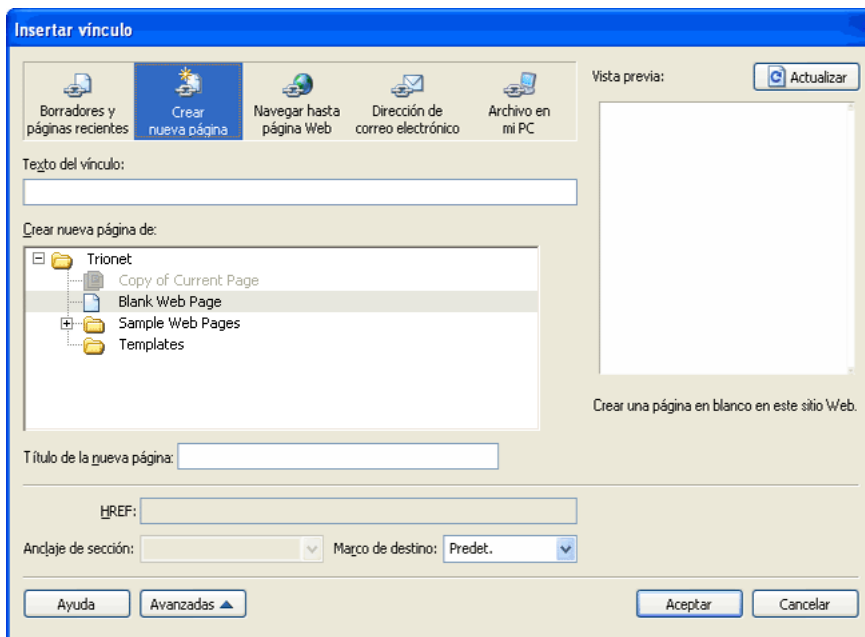 Insertar vínculo
Borradores y
páginas recientes
Crear
nueva página
Navegar hasta
página Web
Dirección de
correo electrónico
Archivo en
mi PC
Vista previa:
Actualizar
Texto del vínculo:
Crear nueva página de:
Trionet
Copy of Current Page
Blank Web Page
Sample Web Pages
Templates
Crear una página en blanco en este sitio Web.
Título de la nueva página:
HREF:
Anclaje de sección:
Marco de destino: Predet.
Ayuda
Avanzadas
Aceptar
Cancelar